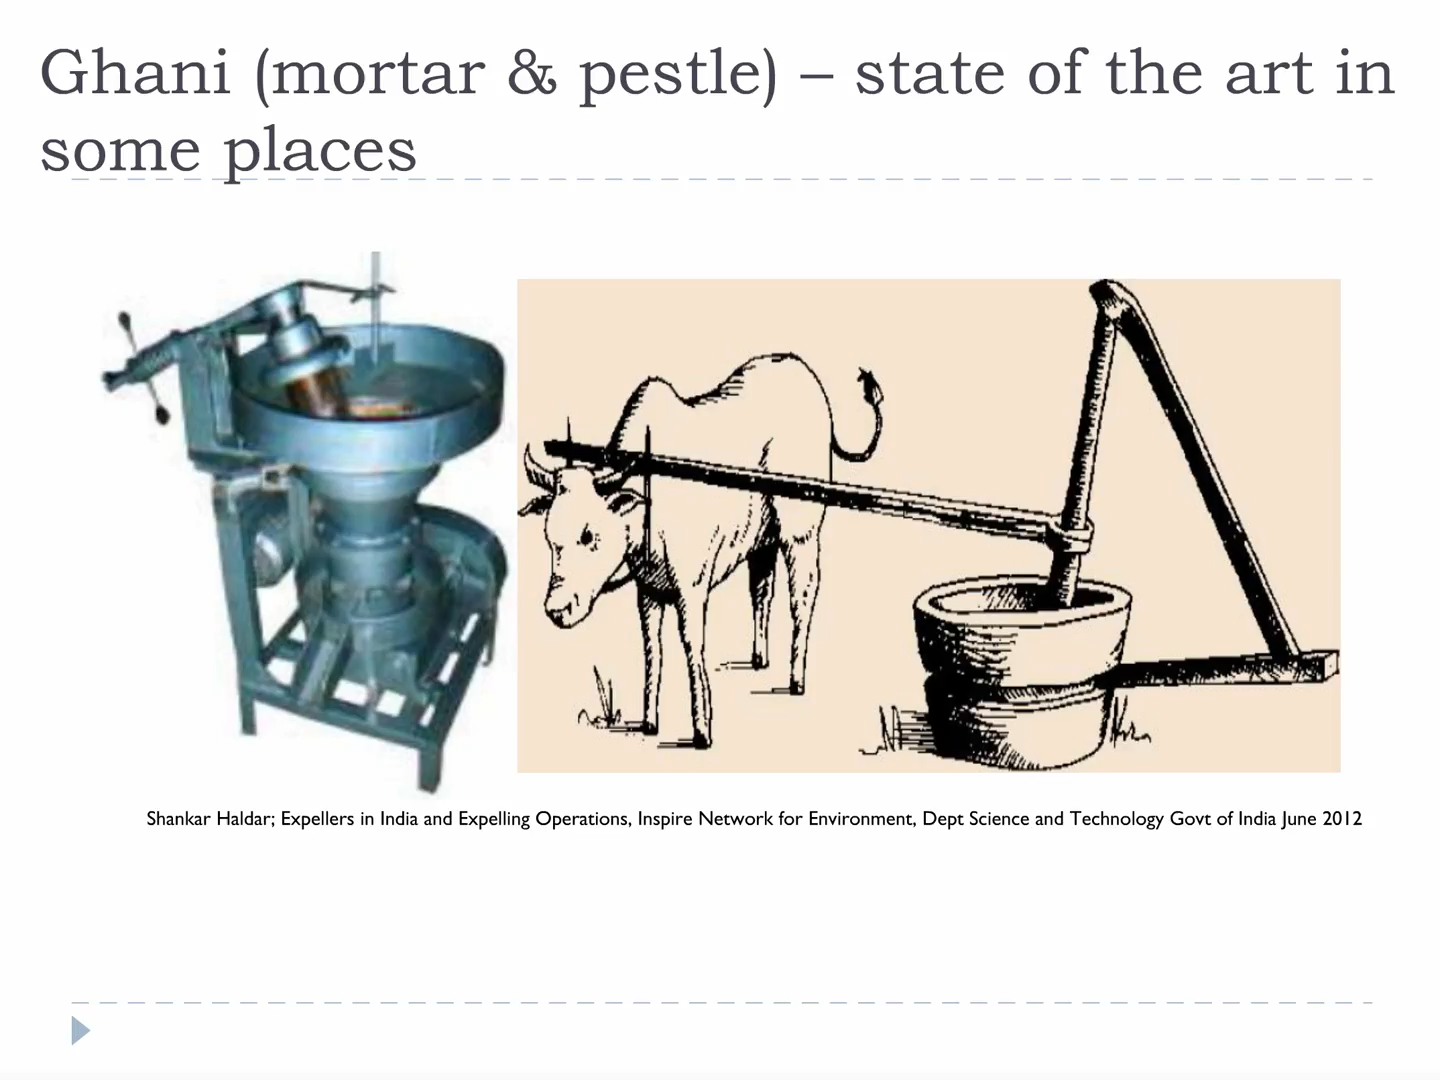 Ghani (mortar & pestle) – state of the art in
some places
Shankar Haldar; Expellers in India and Expelling Operations, Inspire Network for Environment, Dept Science and Technology Govt of India June 2012